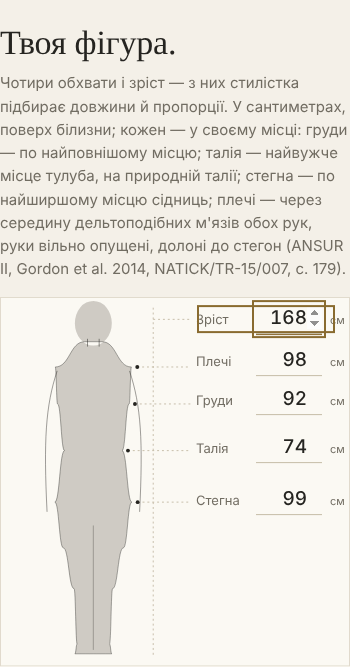 Твоя фігура.
Чотири обхвати і зріст — з них стилістка
підбирає довжини й пропорції. У сантиметрах,
поверх білизни; кожен — у своєму місці: груди
— по найповнішому місцю; талія — найвужче
місце тулуба, на природній талії; стегна — по
найширшому місцю сідниць; плечі — через
середину дельтоподібних м'язів обох рук,
руки вільно опущені, долоні до стегон (ANSUR
II, Gordon et al. 2014, NATICK/TR-15/007, с. 179).
Зріст 168 см
Плечі 98 см
Груди 92 см
Талія 74 см
Стегна 99 см